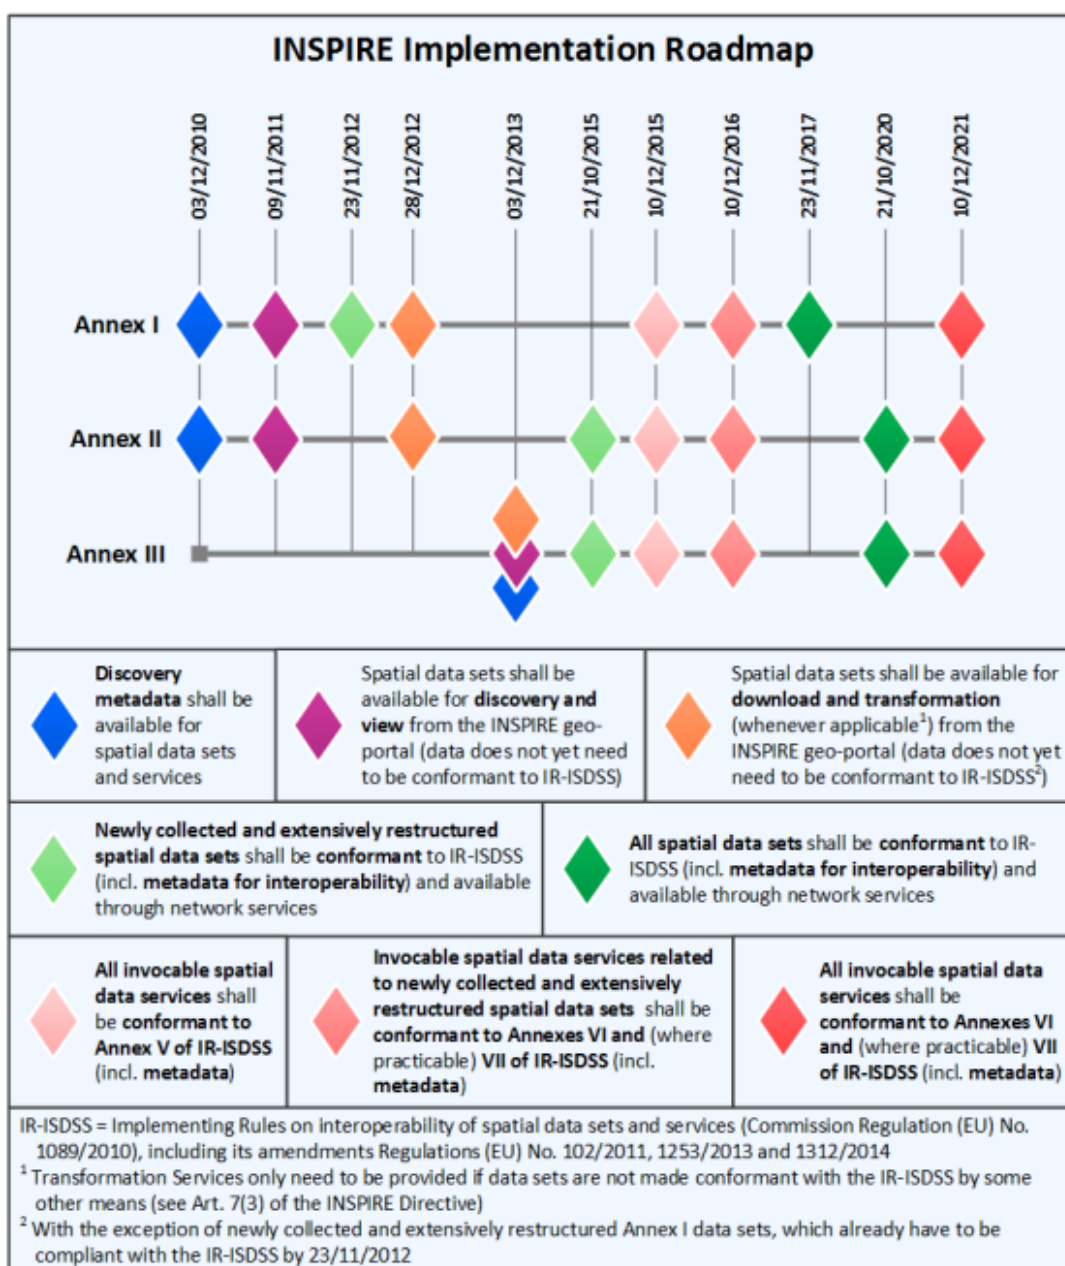 INSPIRE Implementation Roadmap
03/12/2010
09/11/2011
23/11/2012
28/12/2012
03/12/2013
21/10/2015
10/12/2015
10/12/2016
23/11/2017
21/10/2020
10/12/2021
Annex I
Annex II
Annex III
Discovery
metadata shall be
available for
spatial data sets
and services
Spatial data sets shall be
available for discovery and
view from the INSPIRE geo-
portal (data does not yet need
to be conformant to IR-ISDSS)
Spatial data sets shall be available for
download and transformation
(whenever applicable¹) from the
INSPIRE geo-portal (data does not yet
need to be conformant to IR-ISDSS²)
Newly collected and extensively restructured
spatial data sets shall be conformant to IR-ISDSS
(incl. metadata for interoperability) and available
through network services
All spatial data sets shall be conformant to IR-
ISDSS (incl. metadata for interoperability) and
available through network services
All invocable spatial
data services shall
be conformant to
Annex V of IR-ISDSS
(incl. metadata)
Invocable spatial data services related
to newly collected and extensively
restructured spatial data sets shall be
conformant to Annexes VI and (where
practicable) VII of IR-ISDSS (incl.
metadata)
All invocable spatial data
services shall be
conformant to Annexes VI
and (where practicable) VII
of IR-ISDSS (incl. metadata)
IR-ISDSS = Implementing Rules on interoperability of spatial data sets and services (Commission Regulation (EU) No.
1089/2010), including its amendments Regulations (EU) No. 102/2011, 1253/2013 and 1312/2014
¹ Transformation Services only need to be provided if data sets are not made conformant with the IR-ISDSS by some
other means (see Art. 7(3) of the INSPIRE Directive)
² With the exception of newly collected and extensively restructured Annex I data sets, which already have to be
compliant with the IR-ISDSS by 23/11/2012